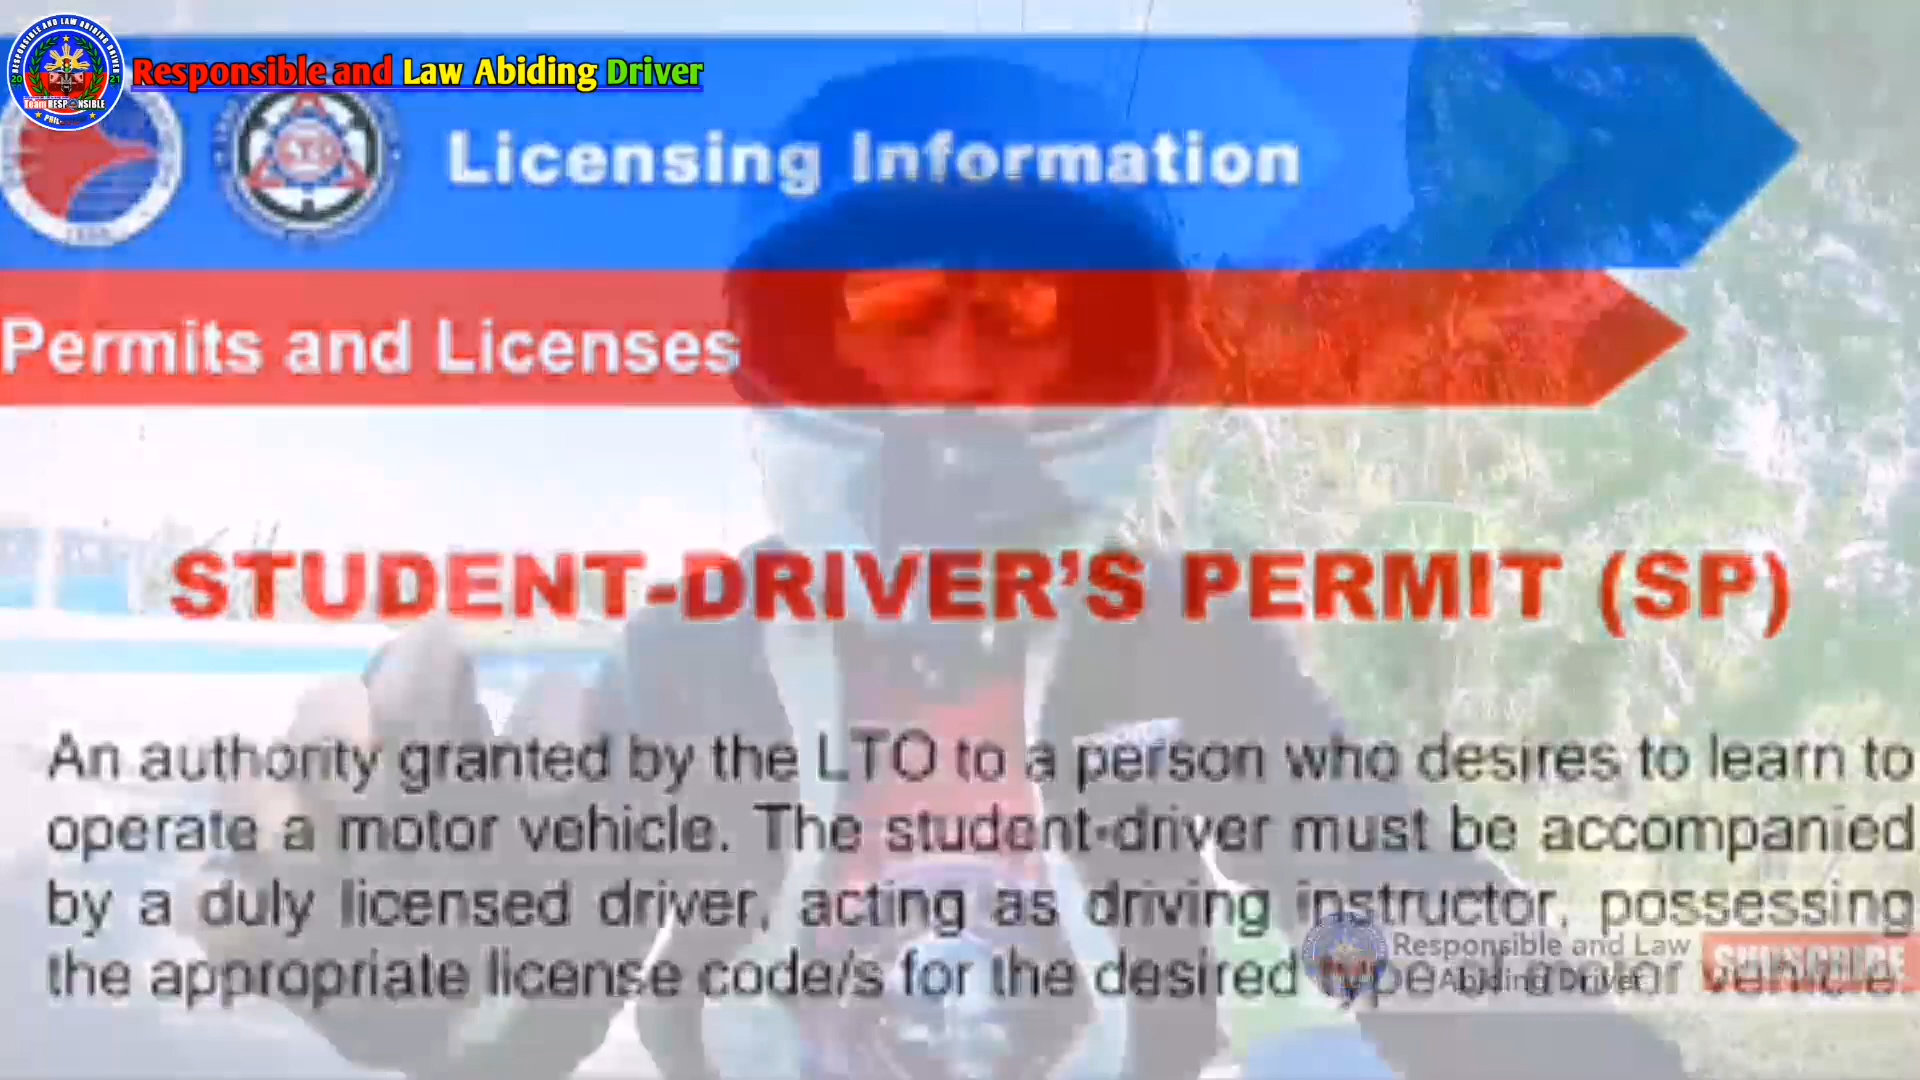 Responsible and Law Abiding Driver
Licensing Information
Permits and Licenses
STUDENT-DRIVER'S PERMIT (SP)
An authority granted by the LTO to a person who desires to learn to
operate a motor vehicle. The student-driver must be accompanied
by a duly licensed driver, acting as driving instructor, possessing
the appropriate license code/s for the desired
Responsible and Law
Abiding Driver
SUBSCRIBE